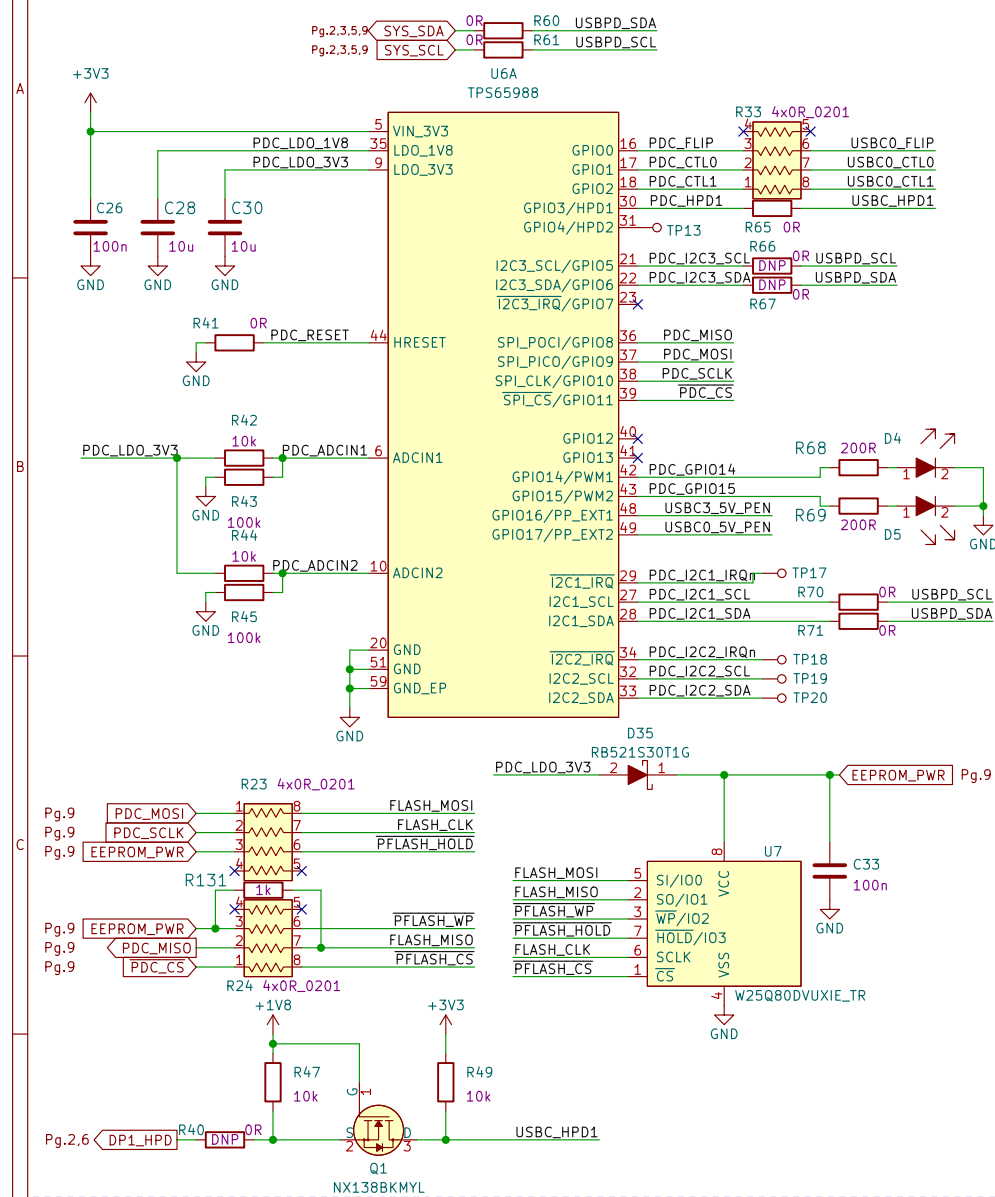 Pg.2,3,5,9 SYS_SDA 0R R60 USBPD_SDA
Pg.2,3,5,9 SYS_SCL 0R R61 USBPD_SCL
U6A
TPS65988
A
+3V3
5 VIN_3V3
PDC_LDO_1V8 35 LDO_1V8
PDC_LDO_3V3 9 LDO_3V3
C26 100n GND
C28 10u GND
C30 10u GND
R33 4x0R_0201
4 5
GPIO0 16 PDC_FLIP 3 6 USBC0_FLIP
GPIO1 17 PDC_CTL0 2 7 USBC0_CTL0
GPIO2 18 PDC_CTL1 1 8 USBC0_CTL1
GPIO3/HPD1 30 PDC_HPD1 USBC_HPD1
R65 0R
GPIO4/HPD2 31 TP13
R66
I2C3_SCL/GPIO5 21 PDC_I2C3_SCL DNP 0R USBPD_SCL
I2C3_SDA/GPIO6 22 PDC_I2C3_SDA DNP 0R USBPD_SDA
R67
I2C3_IRQ/GPIO7 23
R41 0R PDC_RESET 44 HRESET
GND
SPI_POCI/GPIO8 36 PDC_MISO
SPI_PICO/GPIO9 37 PDC_MOSI
SPI_CLK/GPIO10 38 PDC_SCLK
SPI_CS/GPIO11 39 PDC_CS
B
R42
10k
PDC_LDO_3V3 PDC_ADCIN1 6 ADCIN1
R43
GND 100k
R44
10k
PDC_ADCIN2 10 ADCIN2
R45
GND 100k
GPIO12 40
GPIO13 41
GPIO14/PWM1 42 PDC_GPIO14 R68 200R 1 2 D4
GPIO15/PWM2 43 PDC_GPIO15 R69 200R 1 2 D5
GND
GPIO16/PP_EXT1 48 USBC3_5V_PEN
GPIO17/PP_EXT2 49 USBC0_5V_PEN
I2C1_IRQ 29 PDC_I2C1_IRQn TP17
I2C1_SCL 27 PDC_I2C1_SCL R70 0R USBPD_SCL
I2C1_SDA 28 PDC_I2C1_SDA R71 0R USBPD_SDA
I2C2_IRQ 34 PDC_I2C2_IRQn TP18
I2C2_SCL 32 PDC_I2C2_SCL TP19
I2C2_SDA 33 PDC_I2C2_SDA TP20
20 GND
51 GND
59 GND_EP
GND
C
R23 4x0R_0201
Pg.9 PDC_MOSI 1 8 FLASH_MOSI
Pg.9 PDC_SCLK 2 7 FLASH_CLK
Pg.9 EEPROM_PWR 3 6 PFLASH_HOLD
4 5
R131 1k
4 5
Pg.9 EEPROM_PWR 3 6 PFLASH_WP
Pg.9 PDC_MISO 2 7 FLASH_MISO
Pg.9 PDC_CS 1 8 PFLASH_CS
R24 4x0R_0201
D35
RB521S30T1G
PDC_LDO_3V3 2 1 EEPROM_PWR Pg.9
8 U7
VCC
C33
100n
GND
FLASH_MOSI 5 SI/IO0
FLASH_MISO 2 SO/IO1
PFLASH_WP 3 WP/IO2
PFLASH_HOLD 7 HOLD/IO3
FLASH_CLK 6 SCLK
PFLASH_CS 1 CS
VSS
4 W25Q80DVUXIE_TR
GND
+1V8 +3V3
R47 10k
R49 10k
G 1
Pg.2,6 DP1_HPD R40 DNP 0R S 2 D 3 USBC_HPD1
Q1
NX138BKMYL